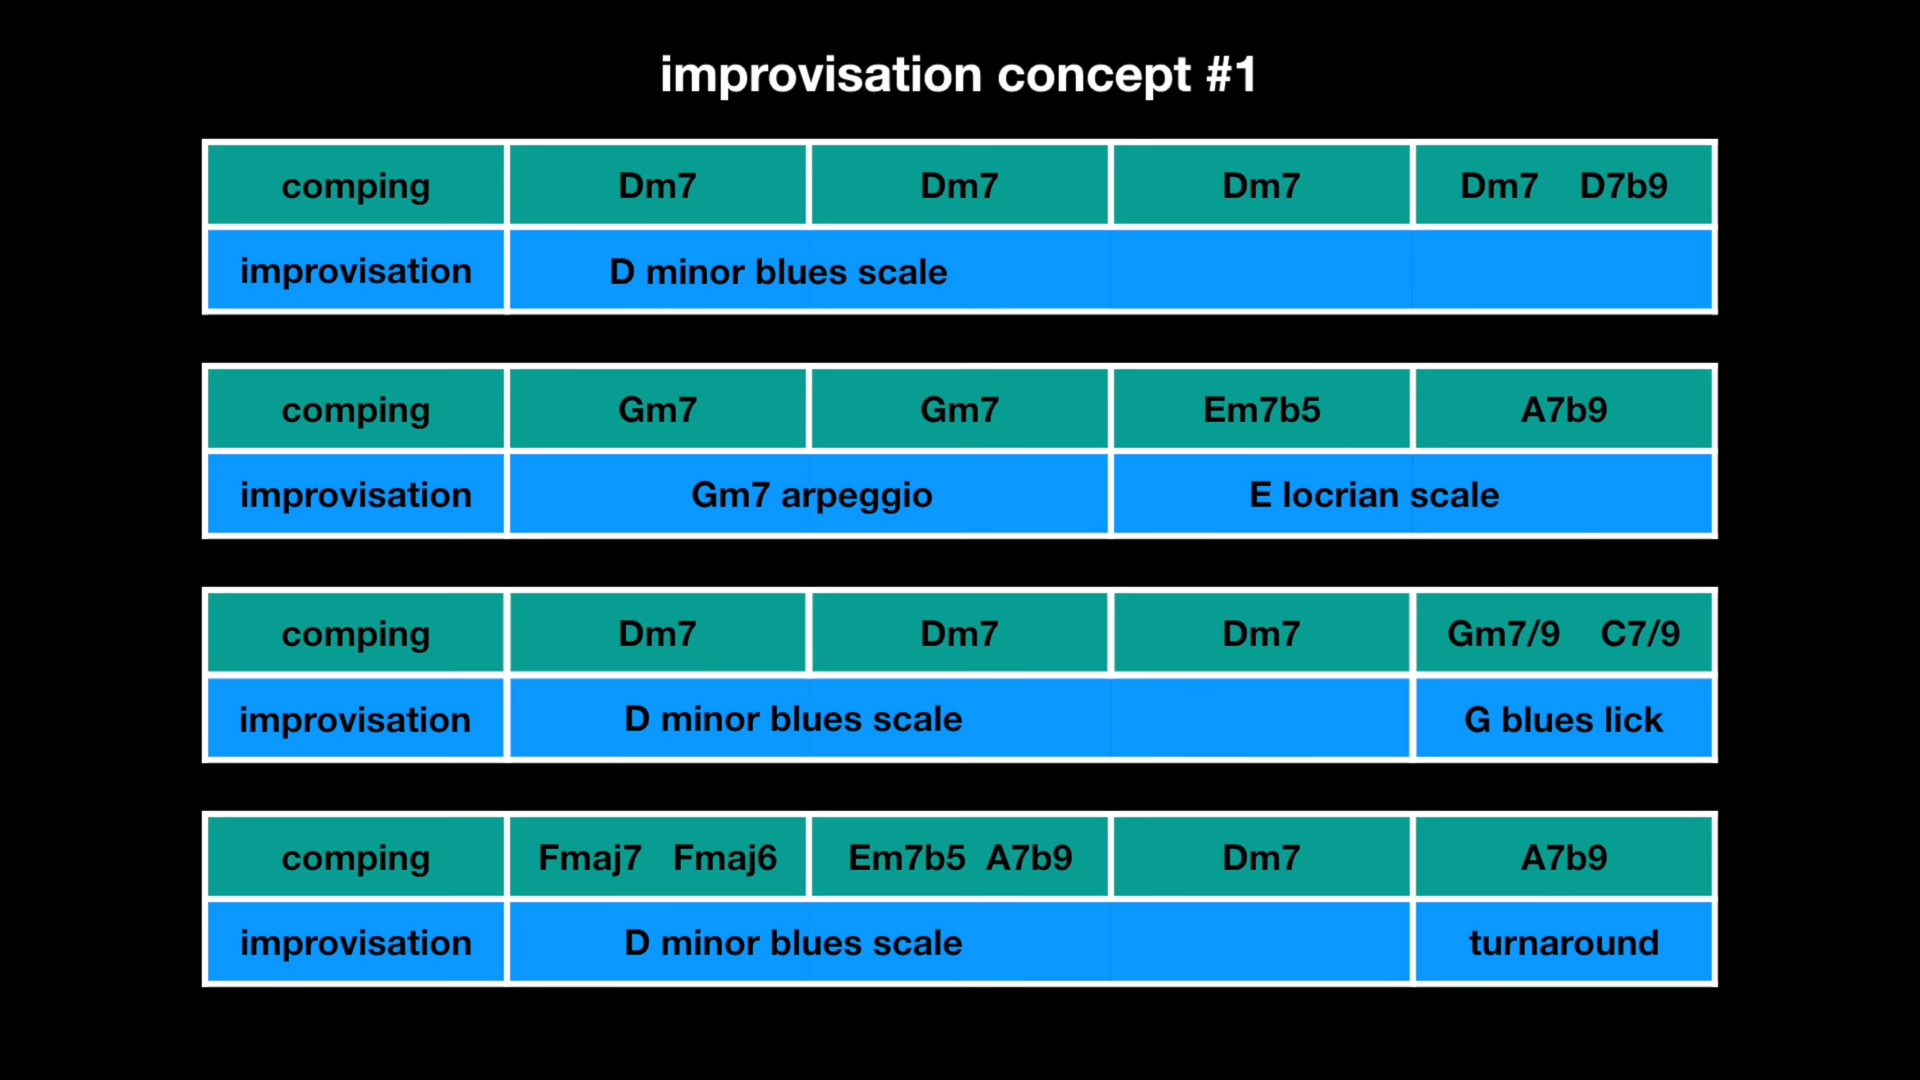 improvisation concept #1
comping Dm7 Dm7 Dm7 Dm7 D7b9
improvisation D minor blues scale
comping Gm7 Gm7 Em7b5 A7b9
improvisation Gm7 arpeggio E locrian scale
comping Dm7 Dm7 Dm7 Gm7/9 C7/9
improvisation D minor blues scale G blues lick
comping Fmaj7 Fmaj6 Em7b5 A7b9 Dm7 A7b9
improvisation D minor blues scale turnaround